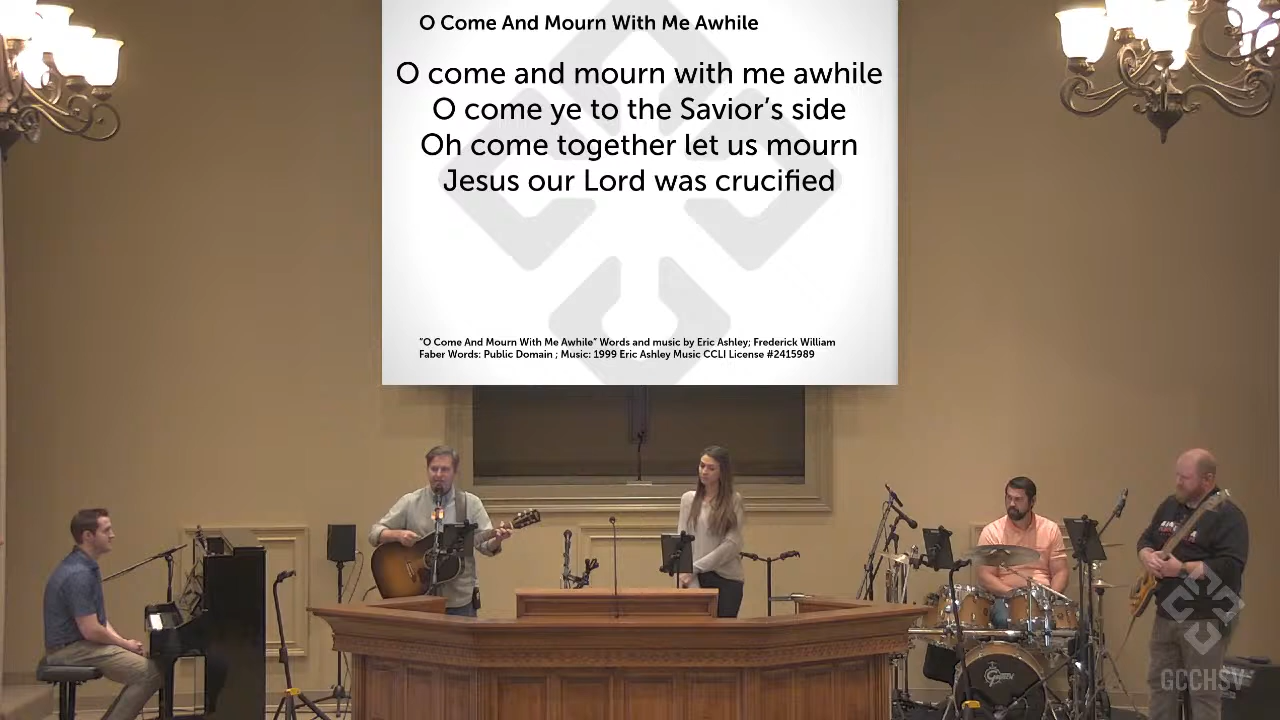 O Come And Mourn With Me Awhile
O come and mourn with me awhile
O come ye to the Savior's side
Oh come together let us mourn
Jesus our Lord was crucified
"O Come And Mourn With Me Awhile" Words and music by Eric Ashley; Frederick William
Faber Words: Public Domain ; Music: 1999 Eric Ashley Music CCLI License #2415989
Gretsch
GCCHSV